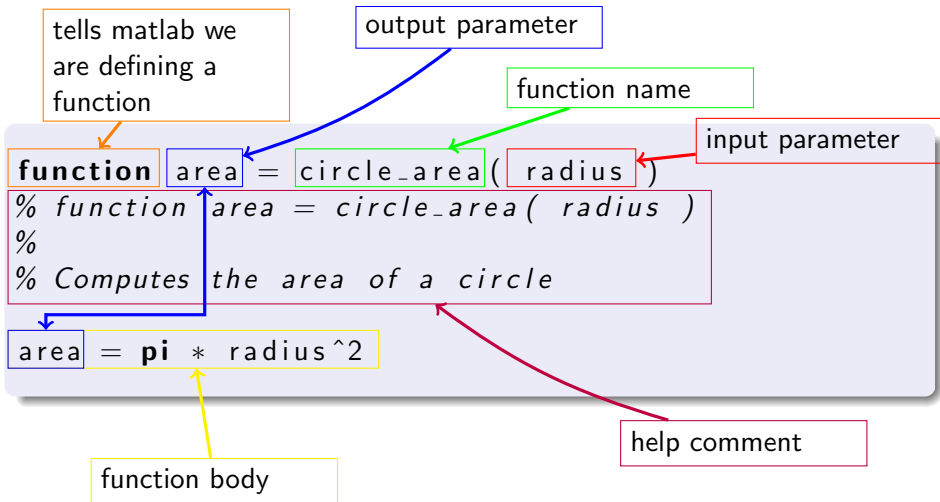 tells matlab we
are defining a
function
output parameter
function name
input parameter
function area = circle_area( radius )
% function area = circle_area( radius )
%
% Computes the area of a circle
area = pi * radius^2
help comment
function body